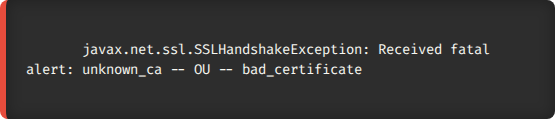 javax.net.ssl.SSLHandshakeException: Received fatal
alert: unknown_ca -- OU -- bad_certificate